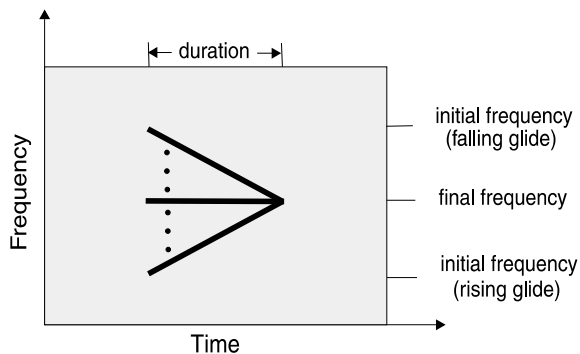 duration
initial frequency
(falling glide)
Frequency
final frequency
initial frequency
(rising glide)
Time